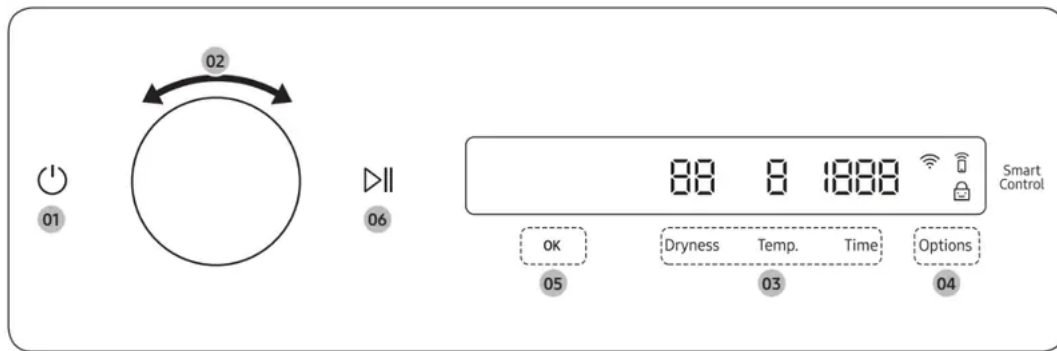 02
01
06
88 8 1888
Smart
Control
OK
Dryness Temp. Time
Options
05
03
04